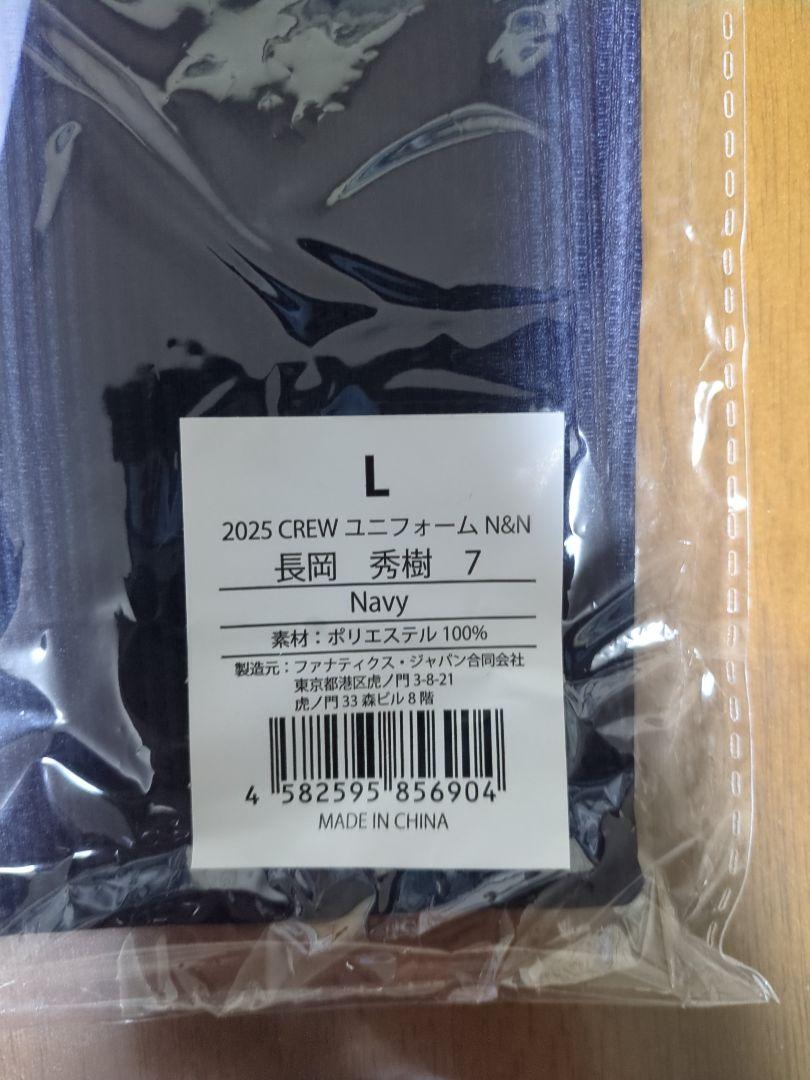 L
2025 CREW ユニフォーム N&N
長岡　秀樹　7
Navy
素材：ポリエステル 100%
製造元：ファナティクス・ジャパン合同会社
東京都港区虎ノ門 3-8-21
虎ノ門 33 森ビル 8 階
4 582595 856904
MADE IN CHINA